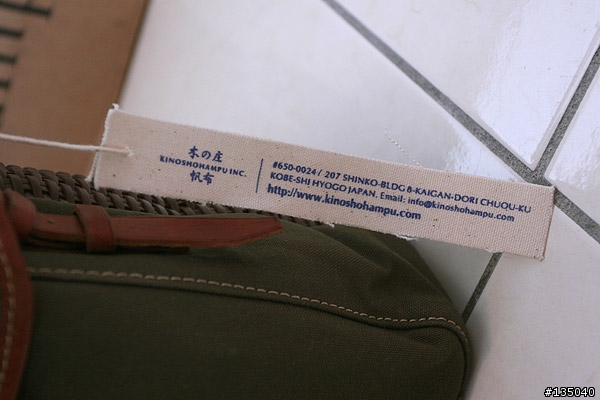 木の庄
KINOSHOHAMPU INC.
帆布
#650-0024 / 207 SHINKO-BLDG 8-KAIGAN-DORI CHUOU-KU
KOBE-SHI HYOGO JAPAN. Email: info@kinoshohampu.com
http://www.kinoshohampu.com
#135040